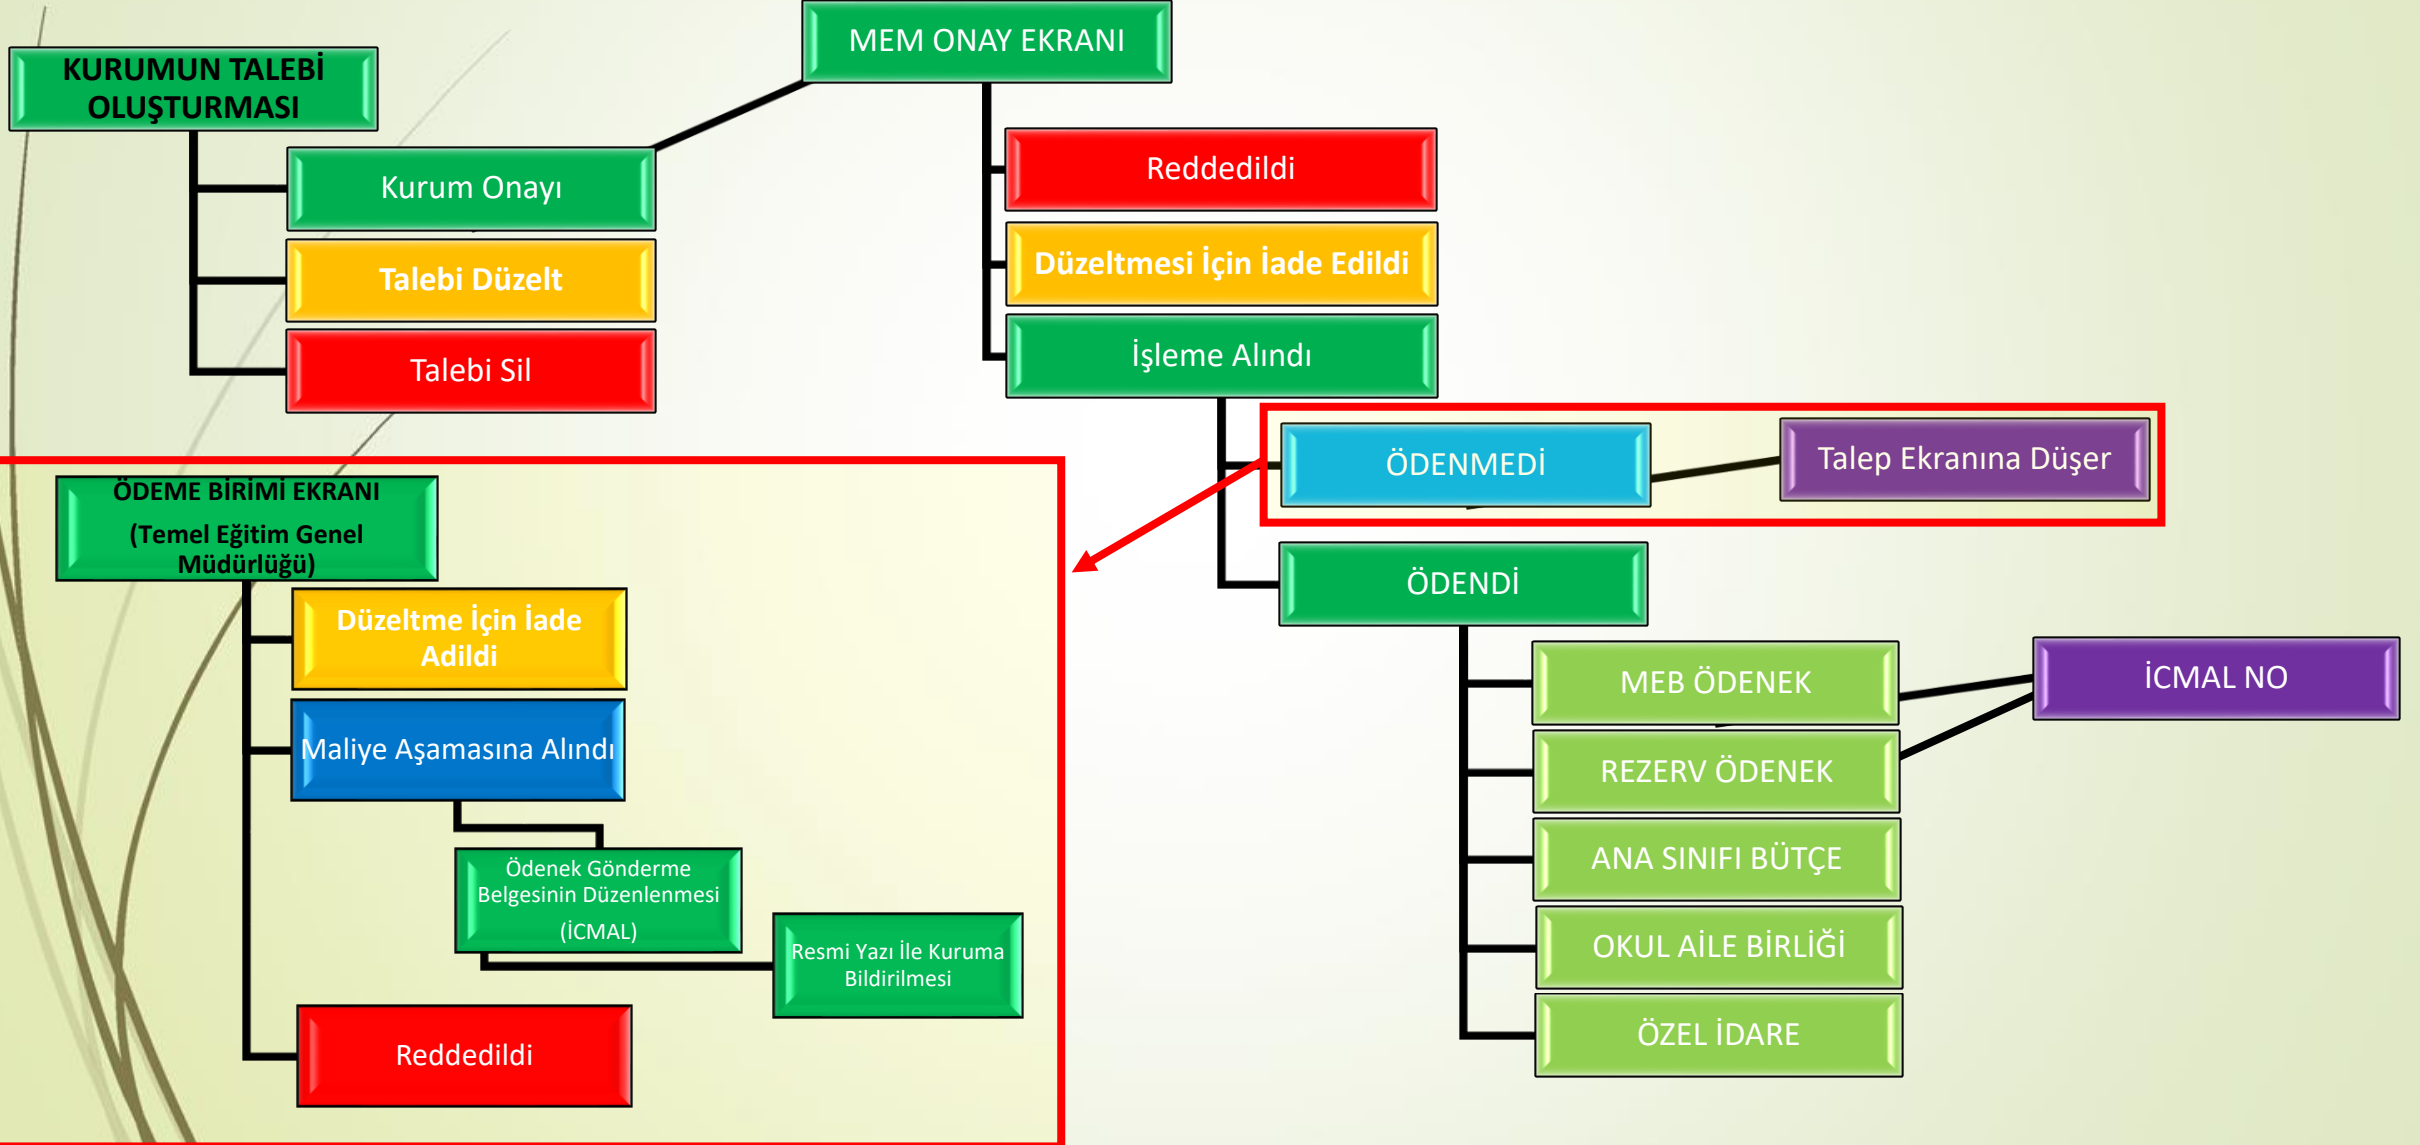 KURUMUN TALEBİ
OLUŞTURMASI
Kurum Onayı
Talebi Düzelt
Talebi Sil
MEM ONAY EKRANI
Reddedildi
Düzeltmesi İçin İade Edildi
İşleme Alındı
ÖDENMEDİ
Talep Ekranına Düşer
ÖDENDİ
MEB ÖDENEK
REZERV ÖDENEK
ANA SINIFI BÜTÇE
OKUL AİLE BİRLİĞİ
ÖZEL İDARE
İCMAL NO
ÖDEME BİRİMİ EKRANI
(Temel Eğitim Genel
Müdürlüğü)
Düzeltme İçin İade
Adildi
Maliye Aşamasına Alındı
Ödenek Gönderme
Belgesinin Düzenlenmesi
(İCMAL)
Resmi Yazı İle Kuruma
Bildirilmesi
Reddedildi